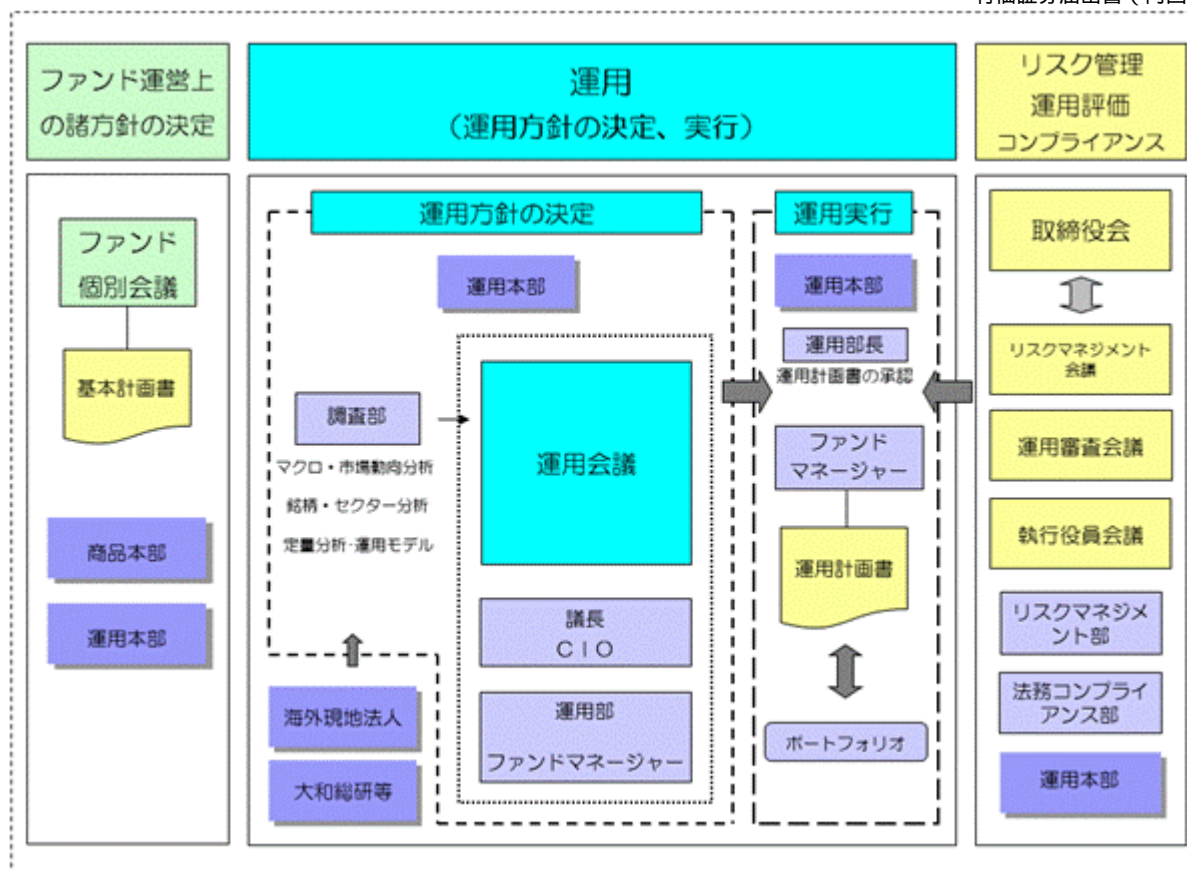 ファンド運営上
の諸方針の決定
運用
（運用方針の決定、実行）
リスク管理
運用評価
コンプライアンス
ファンド
個別会議
基本計画書
商品本部
運用本部
運用方針の決定
運用本部
調査部
マクロ・市場動向分析
銘柄・セクター分析
定量分析・運用モデル
運用会議
議長
ＣＩＯ
運用部
ファンドマネージャー
海外現地法人
大和総研等
運用実行
運用本部
運用部長
運用計画書の承認
ファンド
マネージャー
運用計画書
ポートフォリオ
取締役会
リスクマネジメント
会議
運用審査会議
執行役員会議
リスクマネジメ
ント部
法務コンプライ
アンス部
運用本部